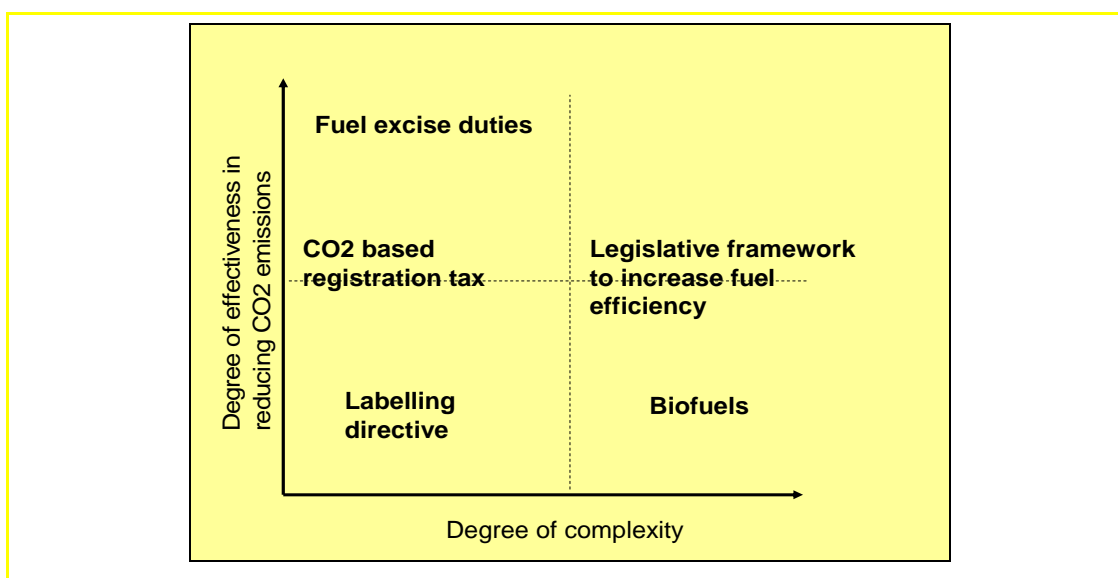 Fuel excise duties
CO2 based
registration tax
Legislative framework
to increase fuel
efficiency
Labelling
directive
Biofuels
Degree of effectiveness in
reducing CO2 emissions
Degree of complexity